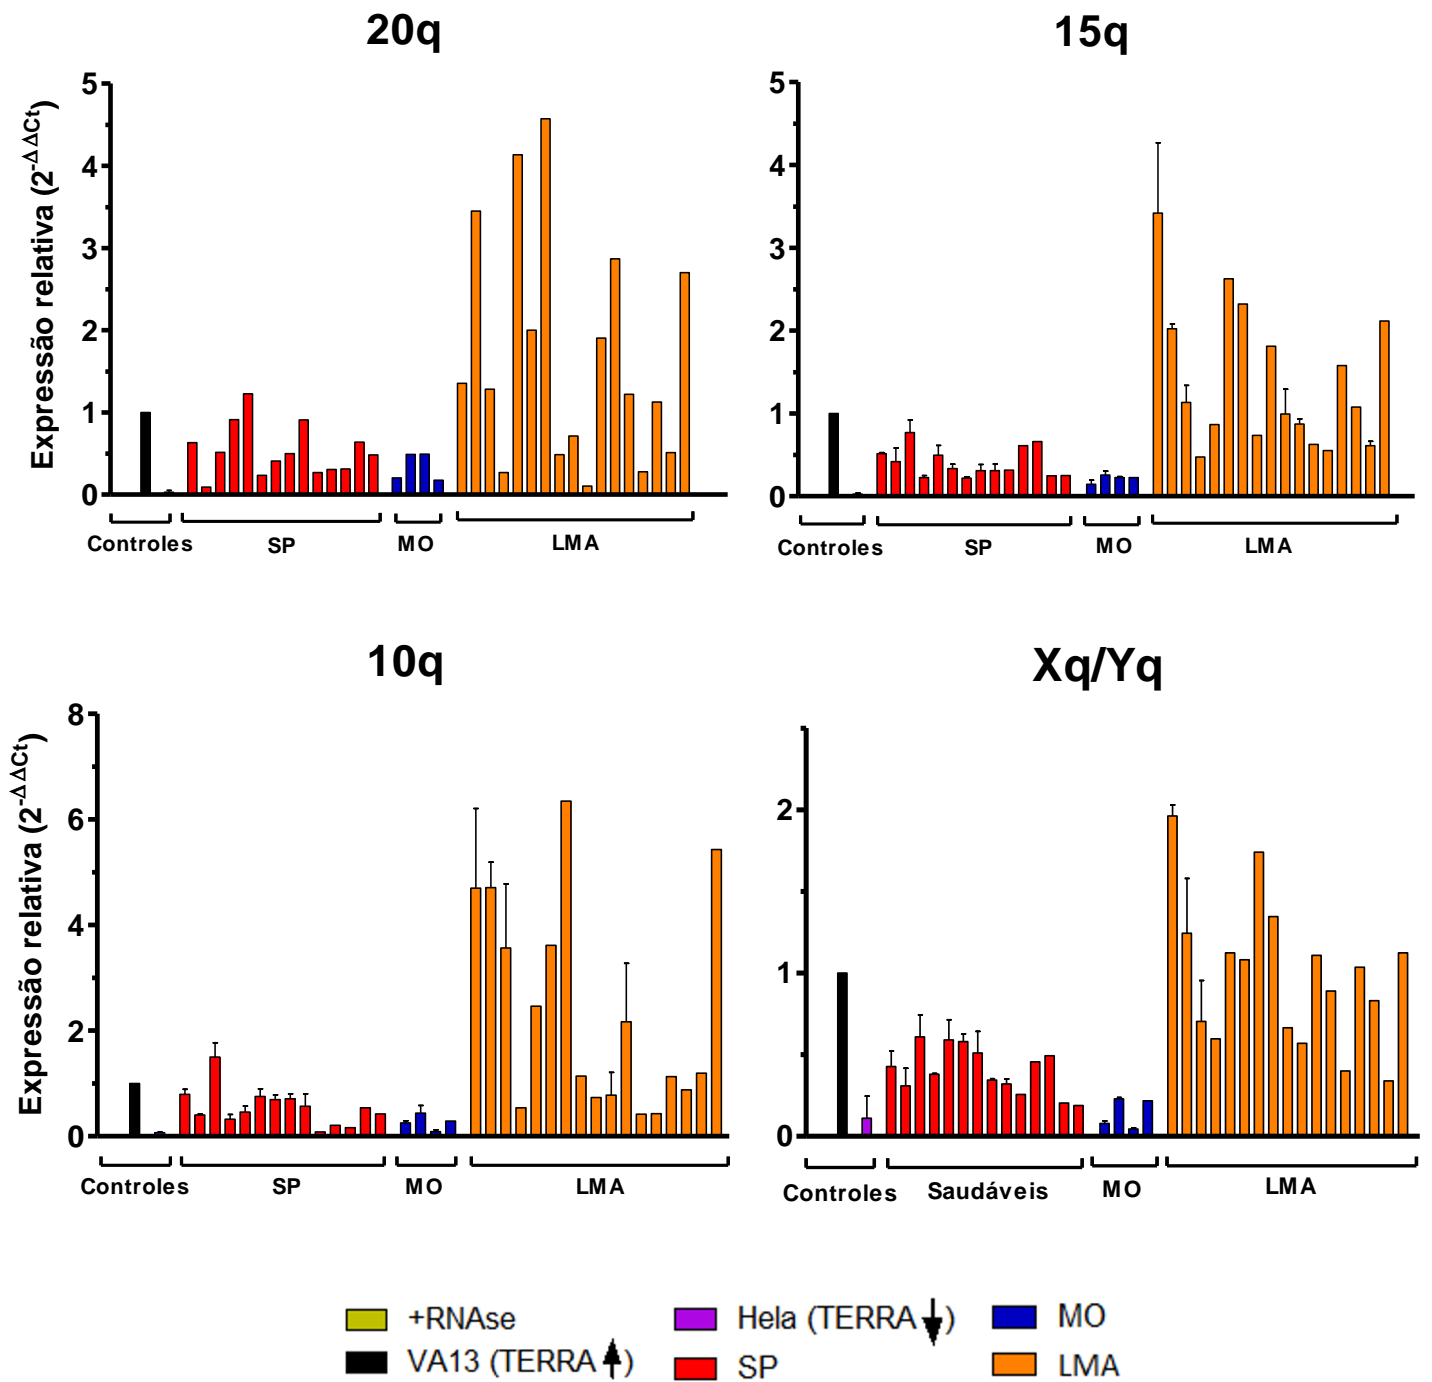 20q
Expressão relativa (2-ΔΔCt)
5
4
3
2
1
0
Controles SP MO LMA
15q
5
4
3
2
1
0
Controles SP MO LMA
10q
Expressão relativa (2-ΔΔCt)
8
6
4
2
0
Controles SP MO LMA
Xq/Yq
2
1
0
Controles Saudáveis MO LMA
+RNAse Hela (TERRA ) MO
VA13 (TERRA ) SP LMA